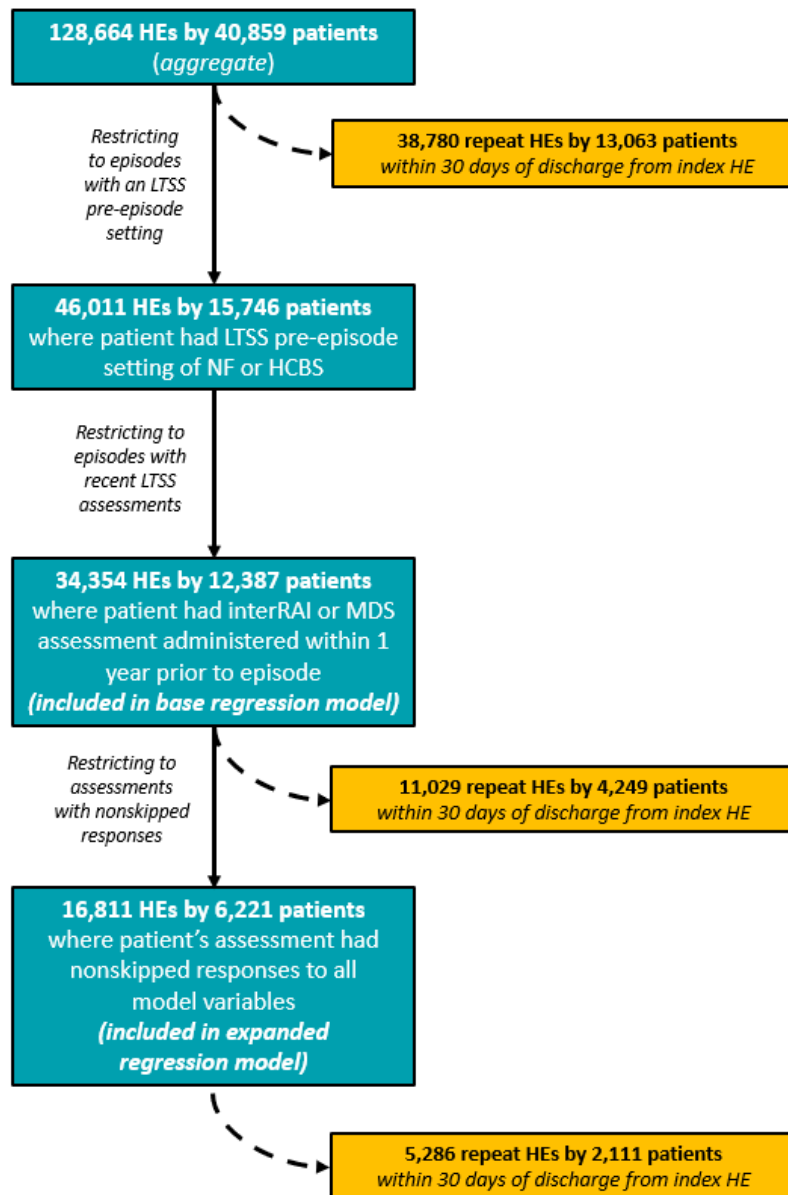 128,664 HEs by 40,859 patients
(aggregate)
Restricting
to episodes
with an LTSS
pre-episode
setting
38,780 repeat HEs by 13,063 patients
within 30 days of discharge from index HE
46,011 HEs by 15,746 patients
where patient had LTSS pre-episode
setting of NF or HCBS
Restricting to
episodes with
recent LTSS
assessments
34,354 HEs by 12,387 patients
where patient had interRAI or MDS
assessment administered within 1
year prior to episode
(included in base regression model)
Restricting to
assessments
with nonskipped
responses
11,029 repeat HEs by 4,249 patients
within 30 days of discharge from index HE
16,811 HEs by 6,221 patients
where patient's assessment had
nonskipped responses to all
model variables
(included in expanded
regression model)
5,286 repeat HEs by 2,111 patients
within 30 days of discharge from index HE